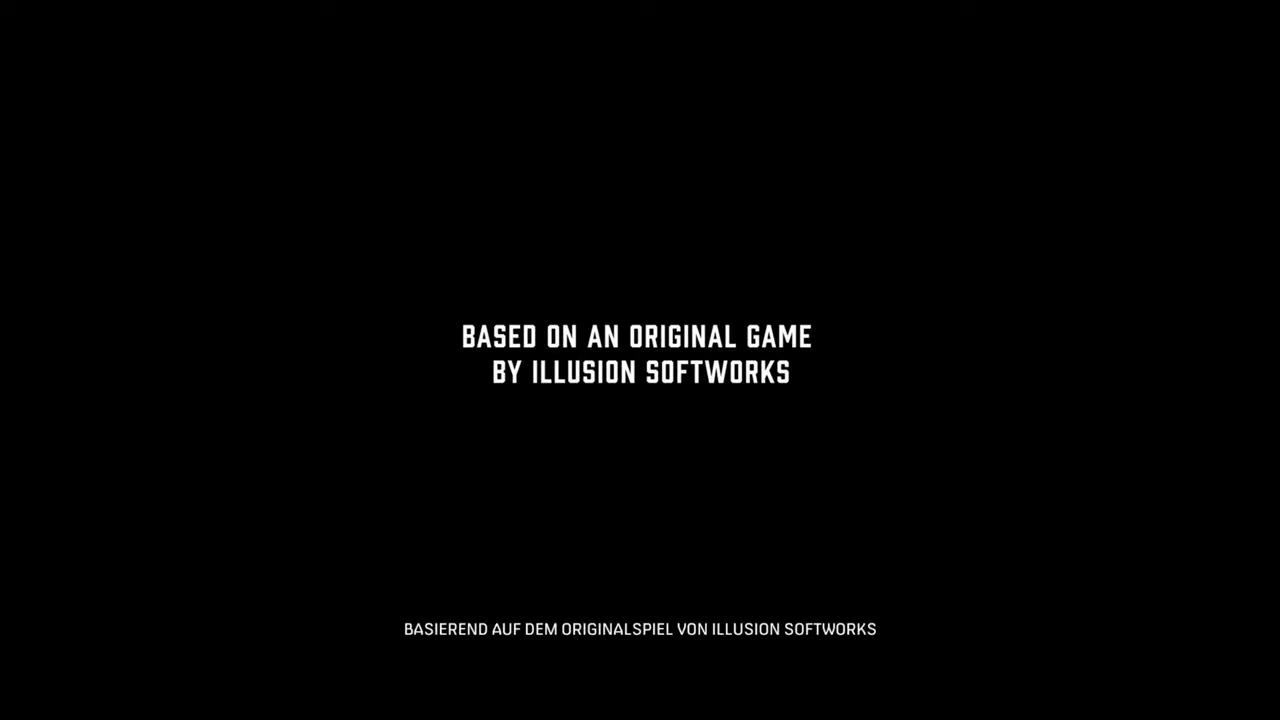 BASED ON AN ORIGINAL GAME
BY ILLUSION SOFTWORKS
BASIEREND AUF DEM ORIGINALSPIEL VON ILLUSION SOFTWORKS